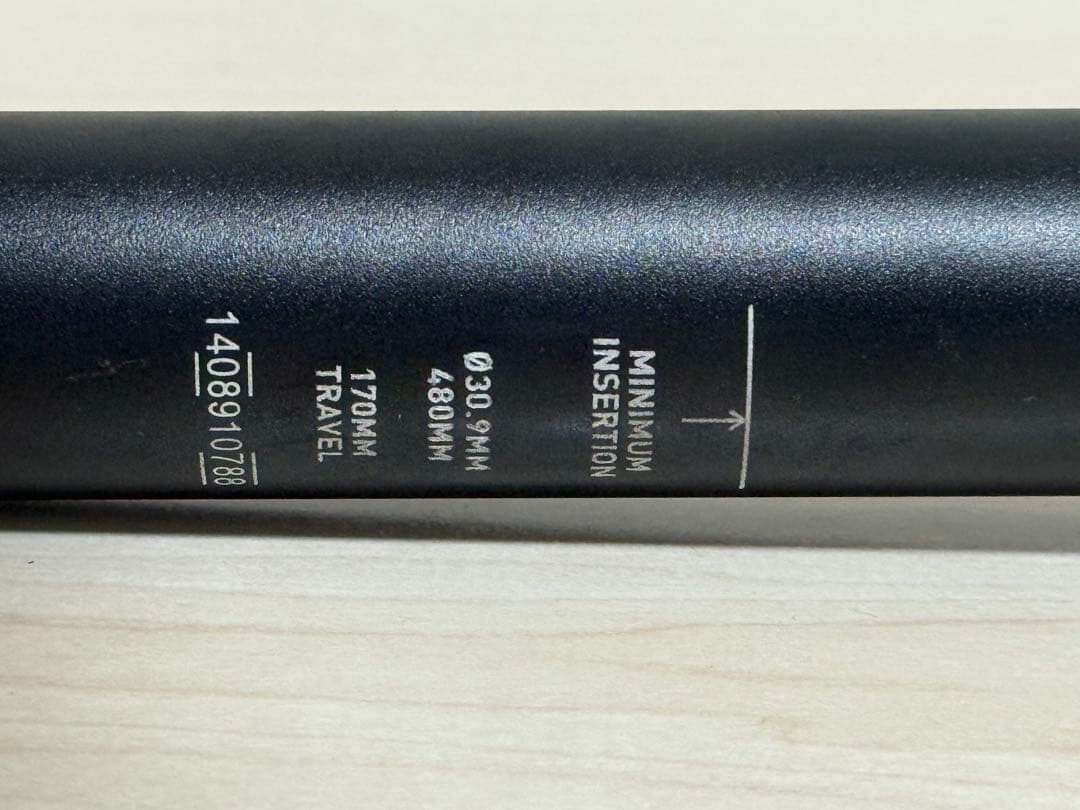 MINIMUM
INSERTION
Ø30.9MM
480MM
170MM
TRAVEL
1408910788